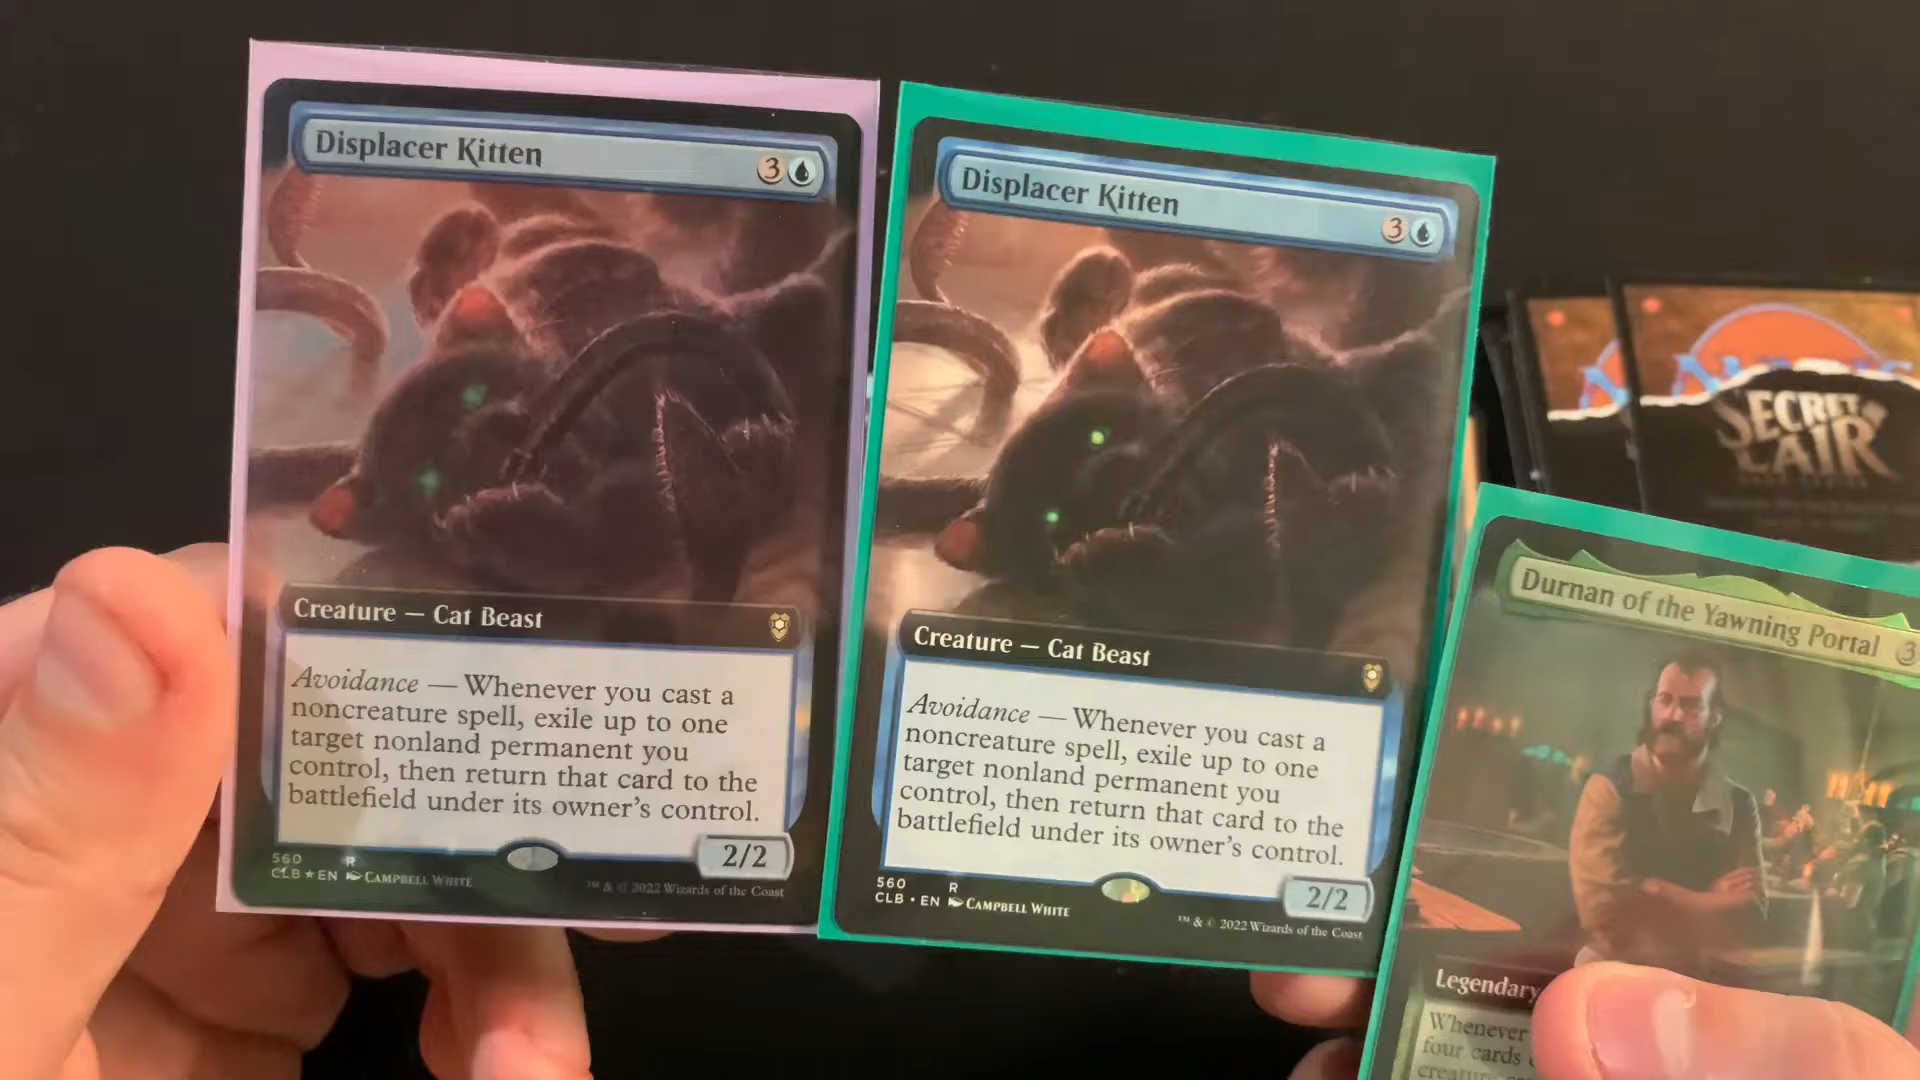 Displacer Kitten
3
Creature — Cat Beast
Avoidance — Whenever you cast a
noncreature spell, exile up to one
target nonland permanent you
control, then return that card to the
battlefield under its owner's control.
2/2
560 R
CLB ★ EN CAMPBELL WHITE
™ & © 2022 Wizards of the Coast
Displacer Kitten
3
Creature — Cat Beast
Avoidance — Whenever you cast a
noncreature spell, exile up to one
target nonland permanent you
control, then return that card to the
battlefield under its owner's control.
2/2
560 R
CLB • EN CAMPBELL WHITE
™ & © 2022 Wizards of the Coast
SECRET
LAIR
Durnan of the Yawning Portal 3
Legendary
Whenever
four cards
creature